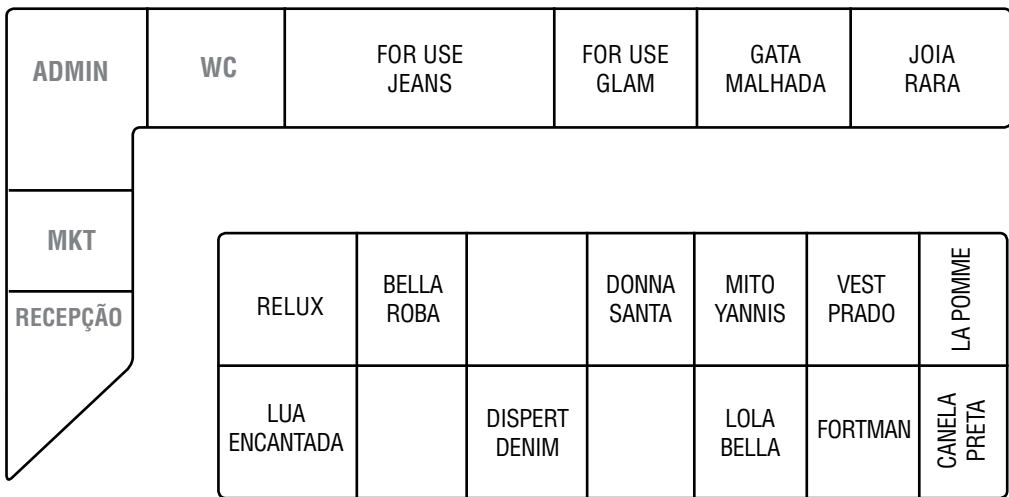 ADMIN
WC
FOR USE
JEANS
FOR USE
GLAM
GATA
MALHADA
JOIA
RARA
MKT
RECEPÇÃO
RELUX
BELLA
ROBA
DONNA
SANTA
MITO
YANNIS
VEST
PRADO
LA POMME
LUA
ENCANTADA
DISPERT
DENIM
LOLA
BELLA
FORTMAN
CANELA
PRETA